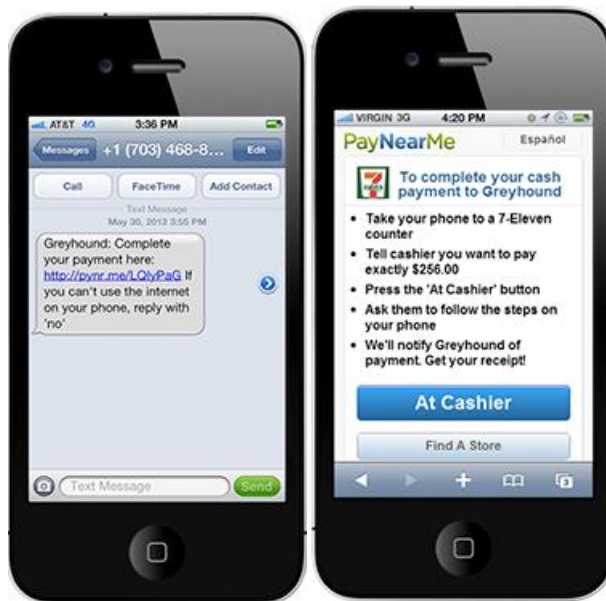 AT&T 4G 3:36 PM
Messages +1 (703) 468-8... Edit
Call FaceTime Add Contact
Text Message
May 30, 2012 3:55 PM
Greyhound: Complete
your payment here:
http://pynr.me/LQlyPaG If
you can't use the internet
on your phone, reply with
'no'
Text Message Send
VIRGIN 3G 4:20 PM
PayNearMe Español
7 ELEVEN
To complete your cash
payment to Greyhound
• Take your phone to a 7-Eleven
counter
• Tell cashier you want to pay
exactly $256.00
• Press the 'At Cashier' button
• Ask them to follow the steps on
your phone
• We'll notify Greyhound of
payment. Get your receipt!
At Cashier
Find A Store
3